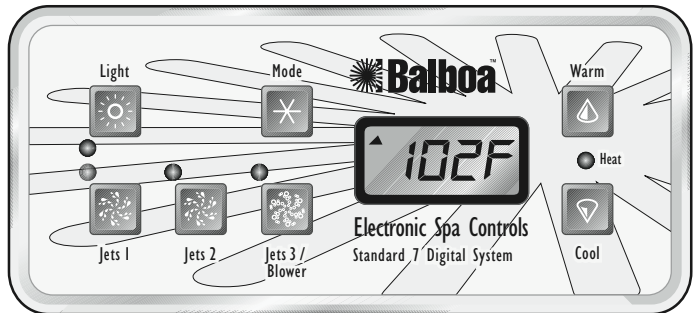 Light
Mode
Balboa™
Warm
102F
Heat
Jets 1
Jets 2
Jets 3 /
Blower
Electronic Spa Controls
Standard 7 Digital System
Cool